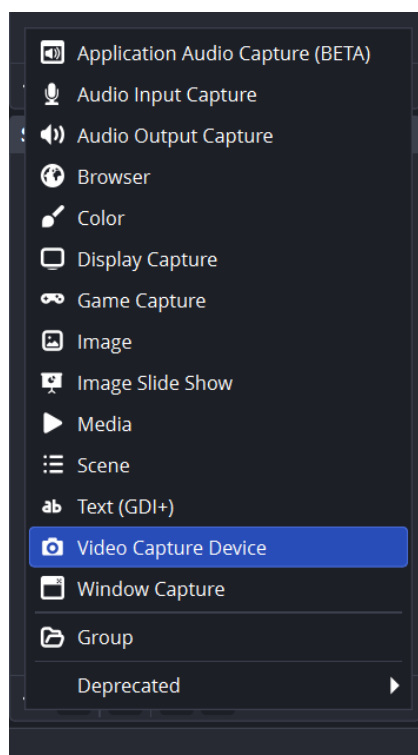 Application Audio Capture (BETA)
Audio Input Capture
Audio Output Capture
Browser
Color
Display Capture
Game Capture
Image
Image Slide Show
Media
Scene
ab Text (GDI+)
Video Capture Device
Window Capture
Group
Deprecated